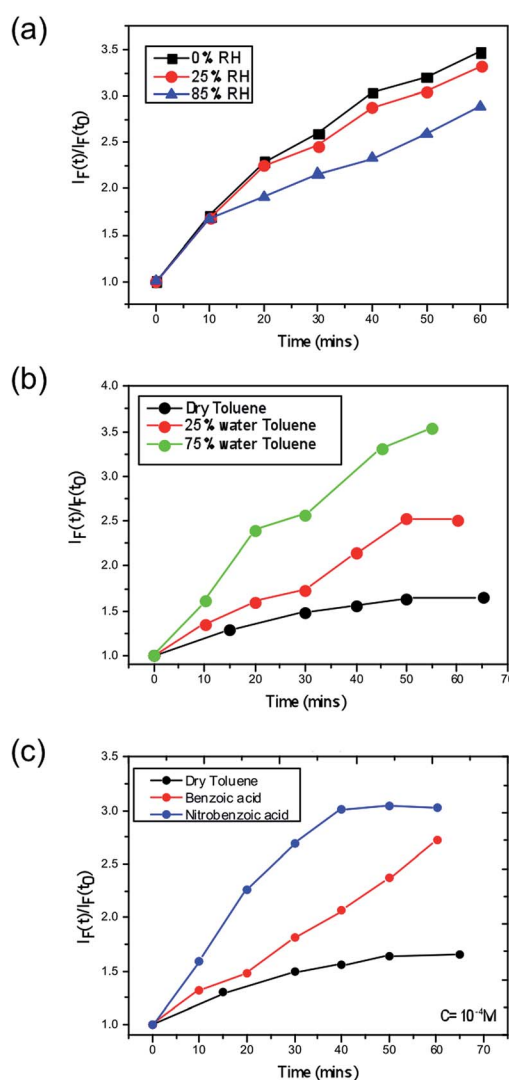 (a)
0% RH
25% RH
85% RH
3.5
3.0
2.5
2.0
1.5
1.0
I_F(t)/I_F(t_0)
0 10 20 30 40 50 60
Time (mins)
(b)
Dry Toluene
25% water Toluene
75% water Toluene
4.0
3.5
3.0
2.5
2.0
1.5
1.0
I_F(t)/I_F(t_0)
0 10 20 30 40 50 60 70
Time (mins)
(c)
Dry Toluene
Benzoic acid
Nitrobenzoic acid
3.5
3.0
2.5
2.0
1.5
1.0
I_F(t)/I_F(t_0)
C= 10⁻⁴M
0 10 20 30 40 50 60 70
Time (mins)